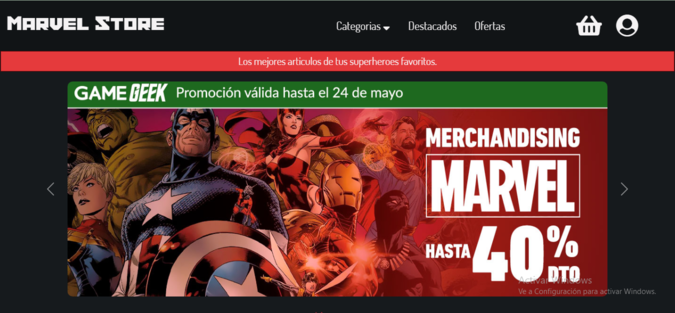 MARVEL STORE
Categorias
Destacados
Ofertas
Los mejores articulos de tus superheroes favoritos.
GAME GEEK Promoción válida hasta el 24 de mayo
MERCHANDISING
MARVEL
HASTA 40% DTO
Activar Windows
Ve a Configuración para activar Windows.